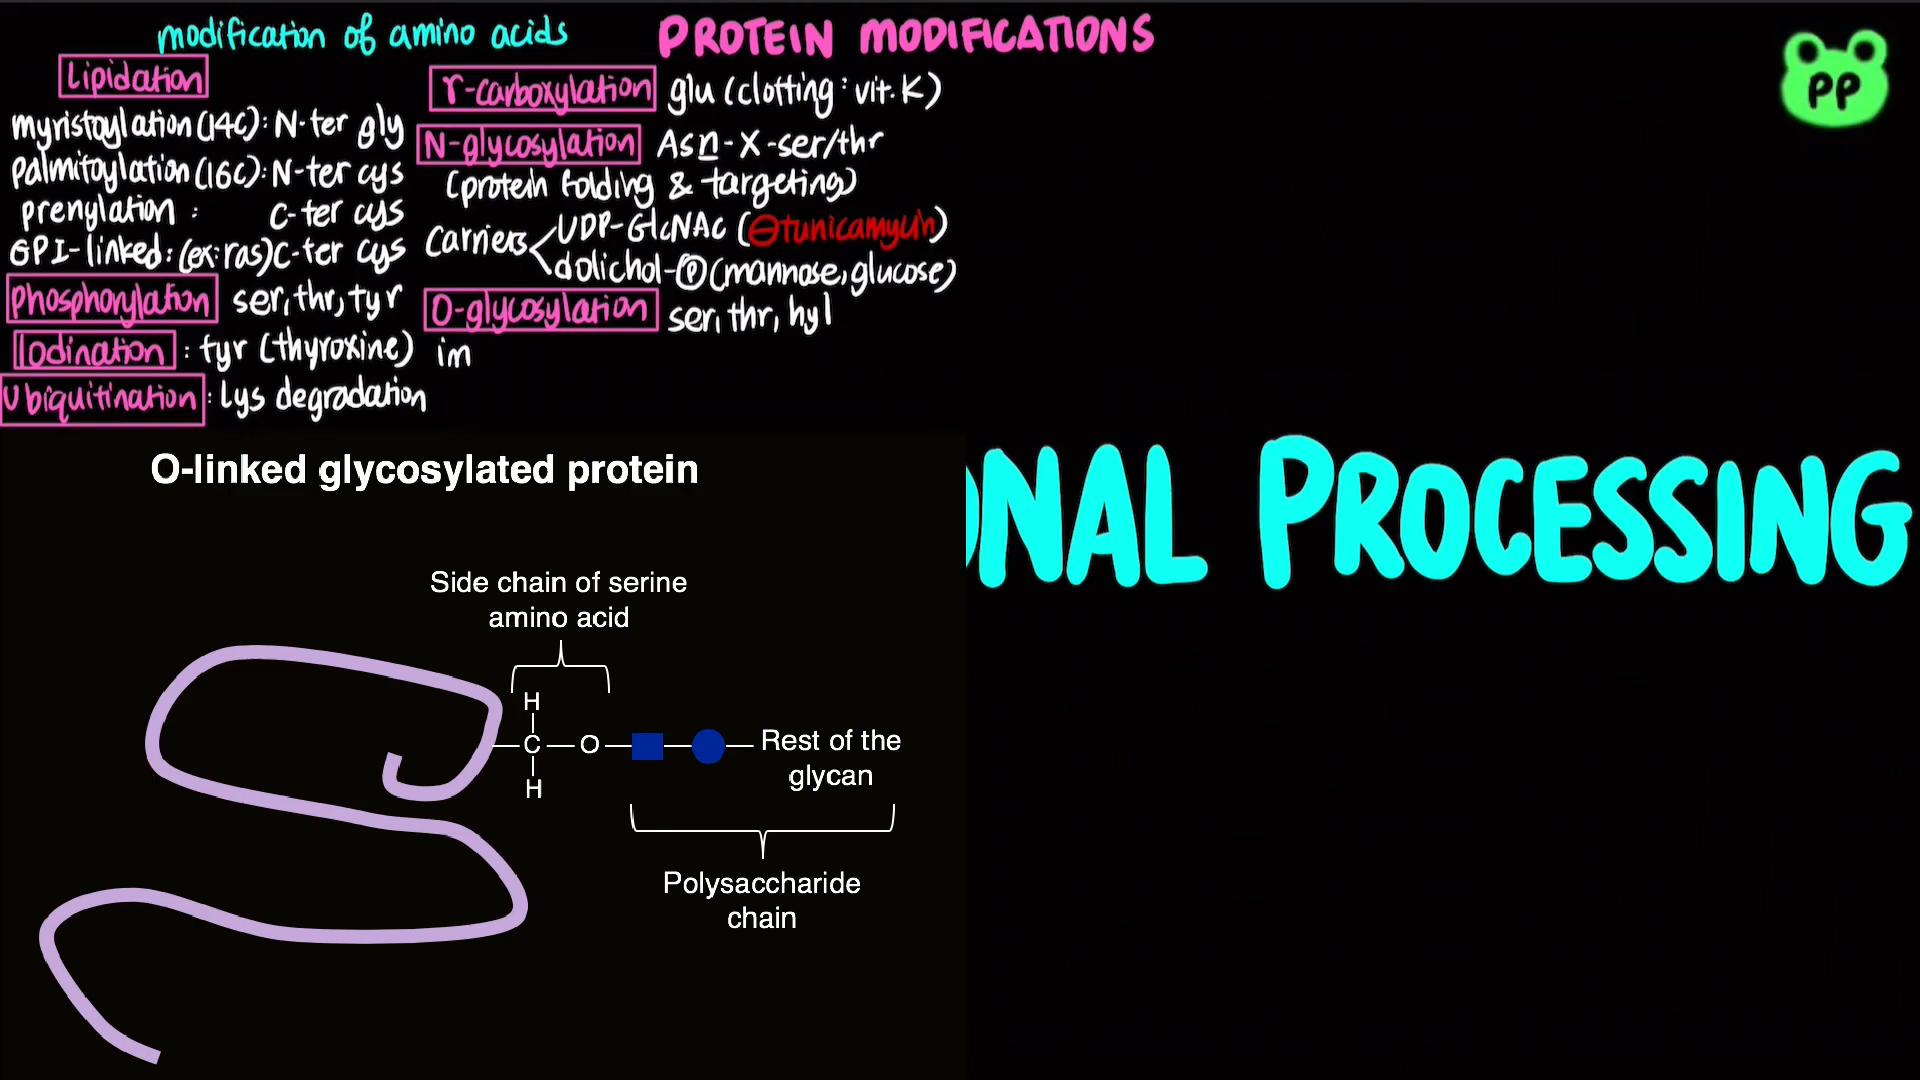 modification of amino acids
PROTEIN MODIFICATIONS
PP
Lipidation
myristoylation (14C): N-ter gly
palmitoylation (16C): N-ter cys
prenylation : C-ter cys
GPI-linked: (ex: ras) C-ter cys
Phosphorylation ser, thr, tyr
Iodination : tyr (thyroxine)
Ubiquitination : Lys degradation
γ-carboxylation glu (clotting : vit. K)
N-glycosylation Asn-X-ser/thr
(protein folding & targeting)
Carriers UDP-GlcNAc (⊖tunicamycin)
dolichol-Ⓟ (mannose, glucose)
O-glycosylation ser, thr, hyl
im
ONAL PROCESSING
O-linked glycosylated protein
Side chain of serine
amino acid
H
C O Rest of the
glycan
H
Polysaccharide
chain